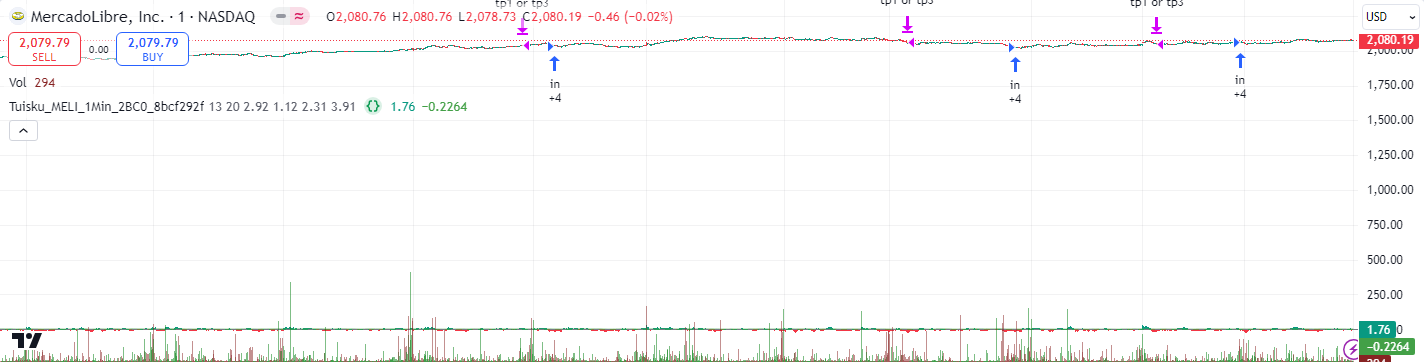 tp1 or tp3
tp1 or tp3
tp1 or tp3
MercadoLibre, Inc. · 1 · NASDAQ
O2,080.76 H2,080.76 L2,078.73 C2,080.19 −0.46 (−0.02%)
USD
2,079.79
SELL
0.00
2,079.79
BUY
2,080.19
2,000.00
Vol 294
Tuisku_MELI_1Min_2BC0_8bcf292f 13 20 2.92 1.12 2.31 3.91 {} 1.76 −0.2264
in
+4
in
+4
in
+4
1,750.00
1,500.00
1,250.00
1,000.00
750.00
500.00
250.00
1.76
−0.2264
294